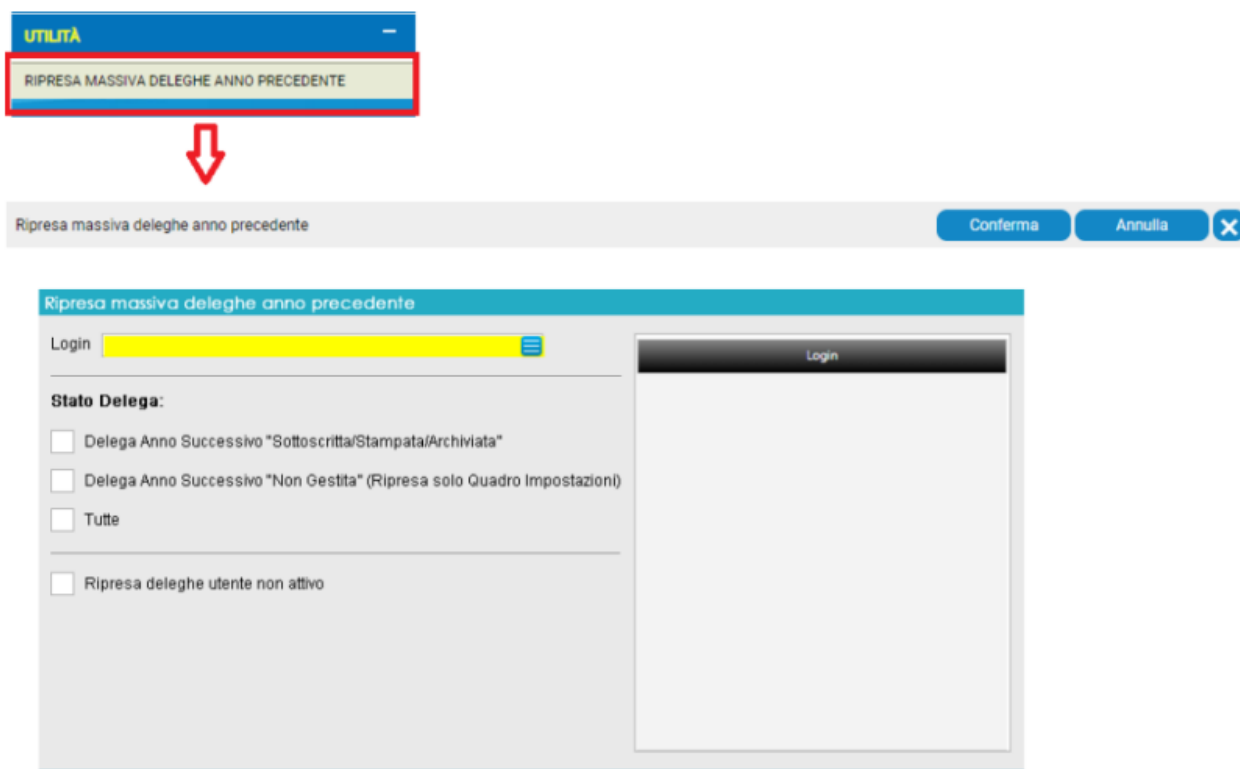 UTILITÀ
RIPRESA MASSIVA DELEGHE ANNO PRECEDENTE
Ripresa massiva deleghe anno precedente
Conferma
Annulla
Ripresa massiva deleghe anno precedente
Login
Login
Stato Delega:
Delega Anno Successivo "Sottoscritta/Stampata/Archiviata"
Delega Anno Successivo "Non Gestita" (Ripresa solo Quadro Impostazioni)
Tutte
Ripresa deleghe utente non attivo